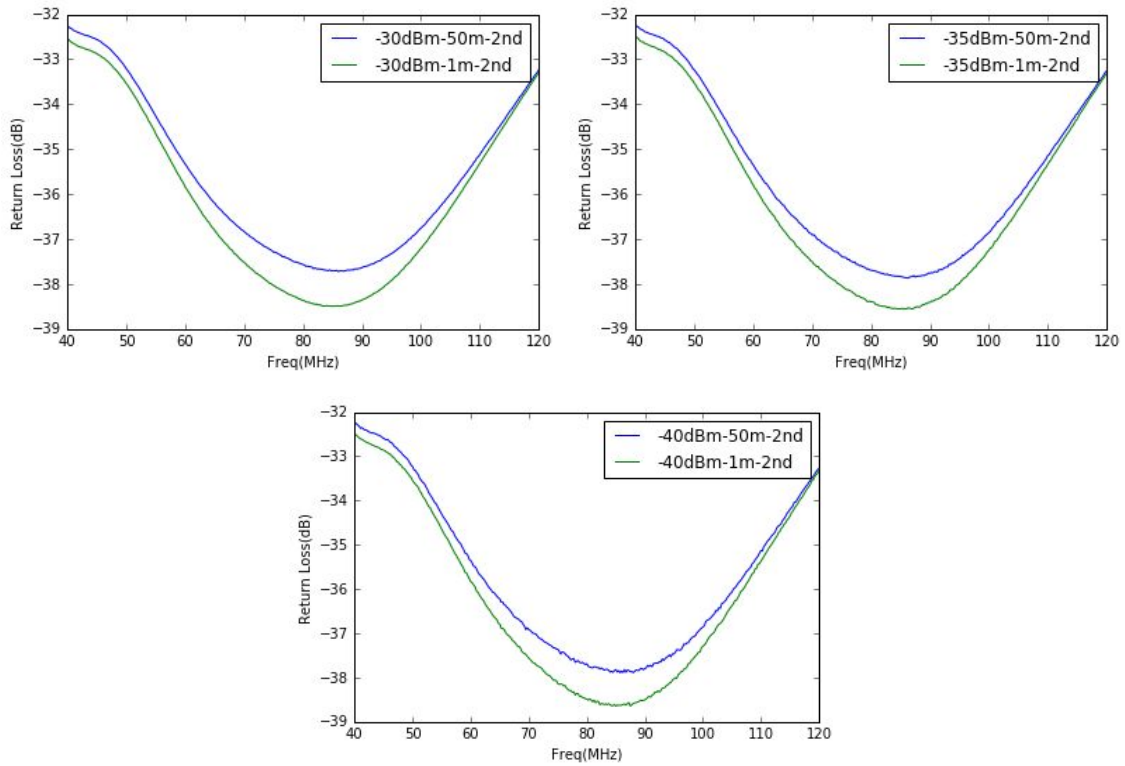 -30dBm-50m-2nd
-30dBm-1m-2nd
Return Loss(dB)
−32
−33
−34
−35
−36
−37
−38
−39
40 50 60 70 80 90 100 110 120
Freq(MHz)
-35dBm-50m-2nd
-35dBm-1m-2nd
Return Loss(dB)
−32
−33
−34
−35
−36
−37
−38
−39
40 50 60 70 80 90 100 110 120
Freq(MHz)
-40dBm-50m-2nd
-40dBm-1m-2nd
Return Loss(dB)
−32
−33
−34
−35
−36
−37
−38
−39
40 50 60 70 80 90 100 110 120
Freq(MHz)